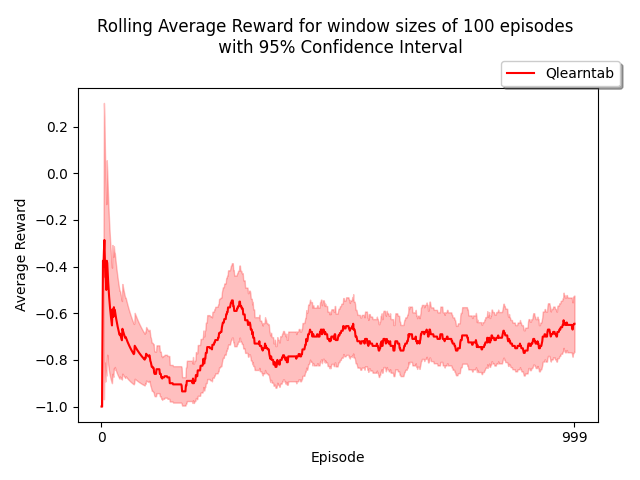 Rolling Average Reward for window sizes of 100 episodes
with 95% Confidence Interval
Qlearntab
0.2
0.0
−0.2
−0.4
−0.6
−0.8
−1.0
Average Reward
0 999
Episode